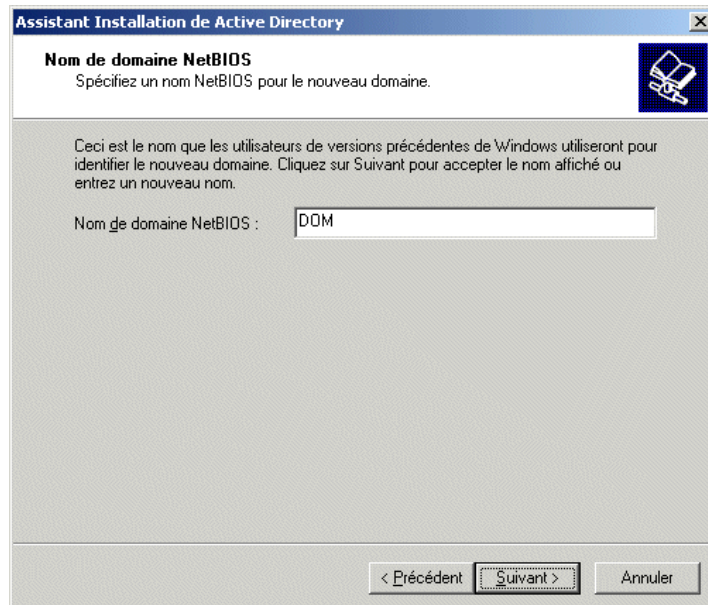 Assistant Installation de Active Directory
Nom de domaine NetBIOS
Spécifiez un nom NetBIOS pour le nouveau domaine.
Ceci est le nom que les utilisateurs de versions précédentes de Windows utiliseront pour
identifier le nouveau domaine. Cliquez sur Suivant pour accepter le nom affiché ou
entrez un nouveau nom.
Nom de domaine NetBIOS : DOM
< Précédent Suivant > Annuler